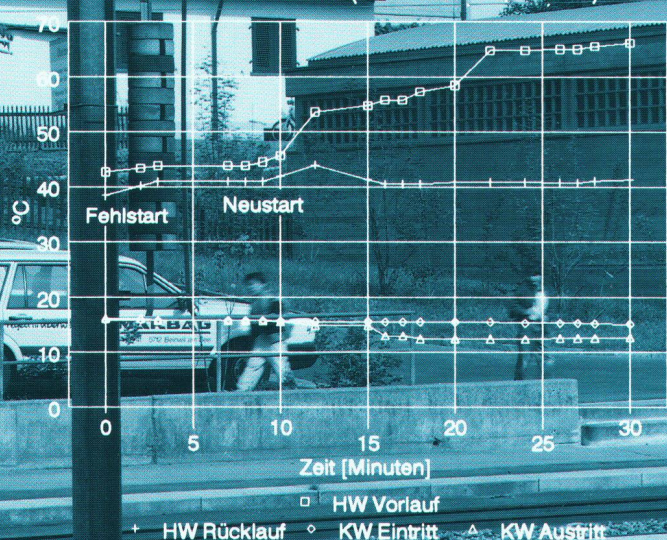 70
60
50
40
30
20
10
0
°C
Fehlstart
Neustart
0 5 10 15 20 25 30
Zeit [Minuten]
HW Vorlauf
HW Rücklauf KW Eintritt KW Austritt